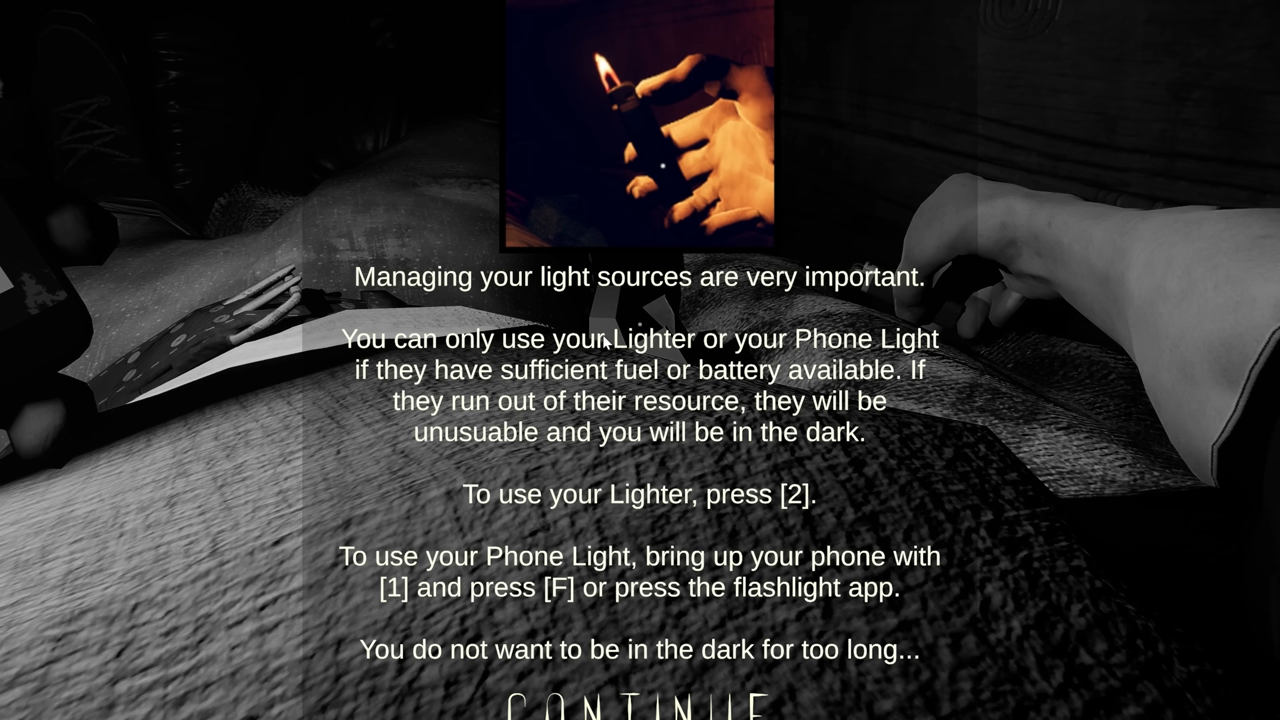 Managing your light sources are very important.
You can only use your Lighter or your Phone Light
if they have sufficient fuel or battery available. If
they run out of their resource, they will be
unusuable and you will be in the dark.
To use your Lighter, press [2].
To use your Phone Light, bring up your phone with
[1] and press [F] or press the flashlight app.
You do not want to be in the dark for too long...
CONTINUE